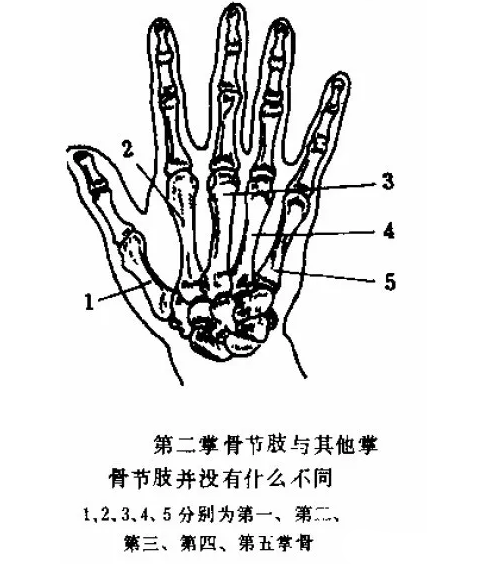 2
3
4
1
5
第二掌骨节肢与其他掌
骨节肢并没有什么不同
1,2,3,4、5分别为第一、第二、
第三、第四、第五掌骨